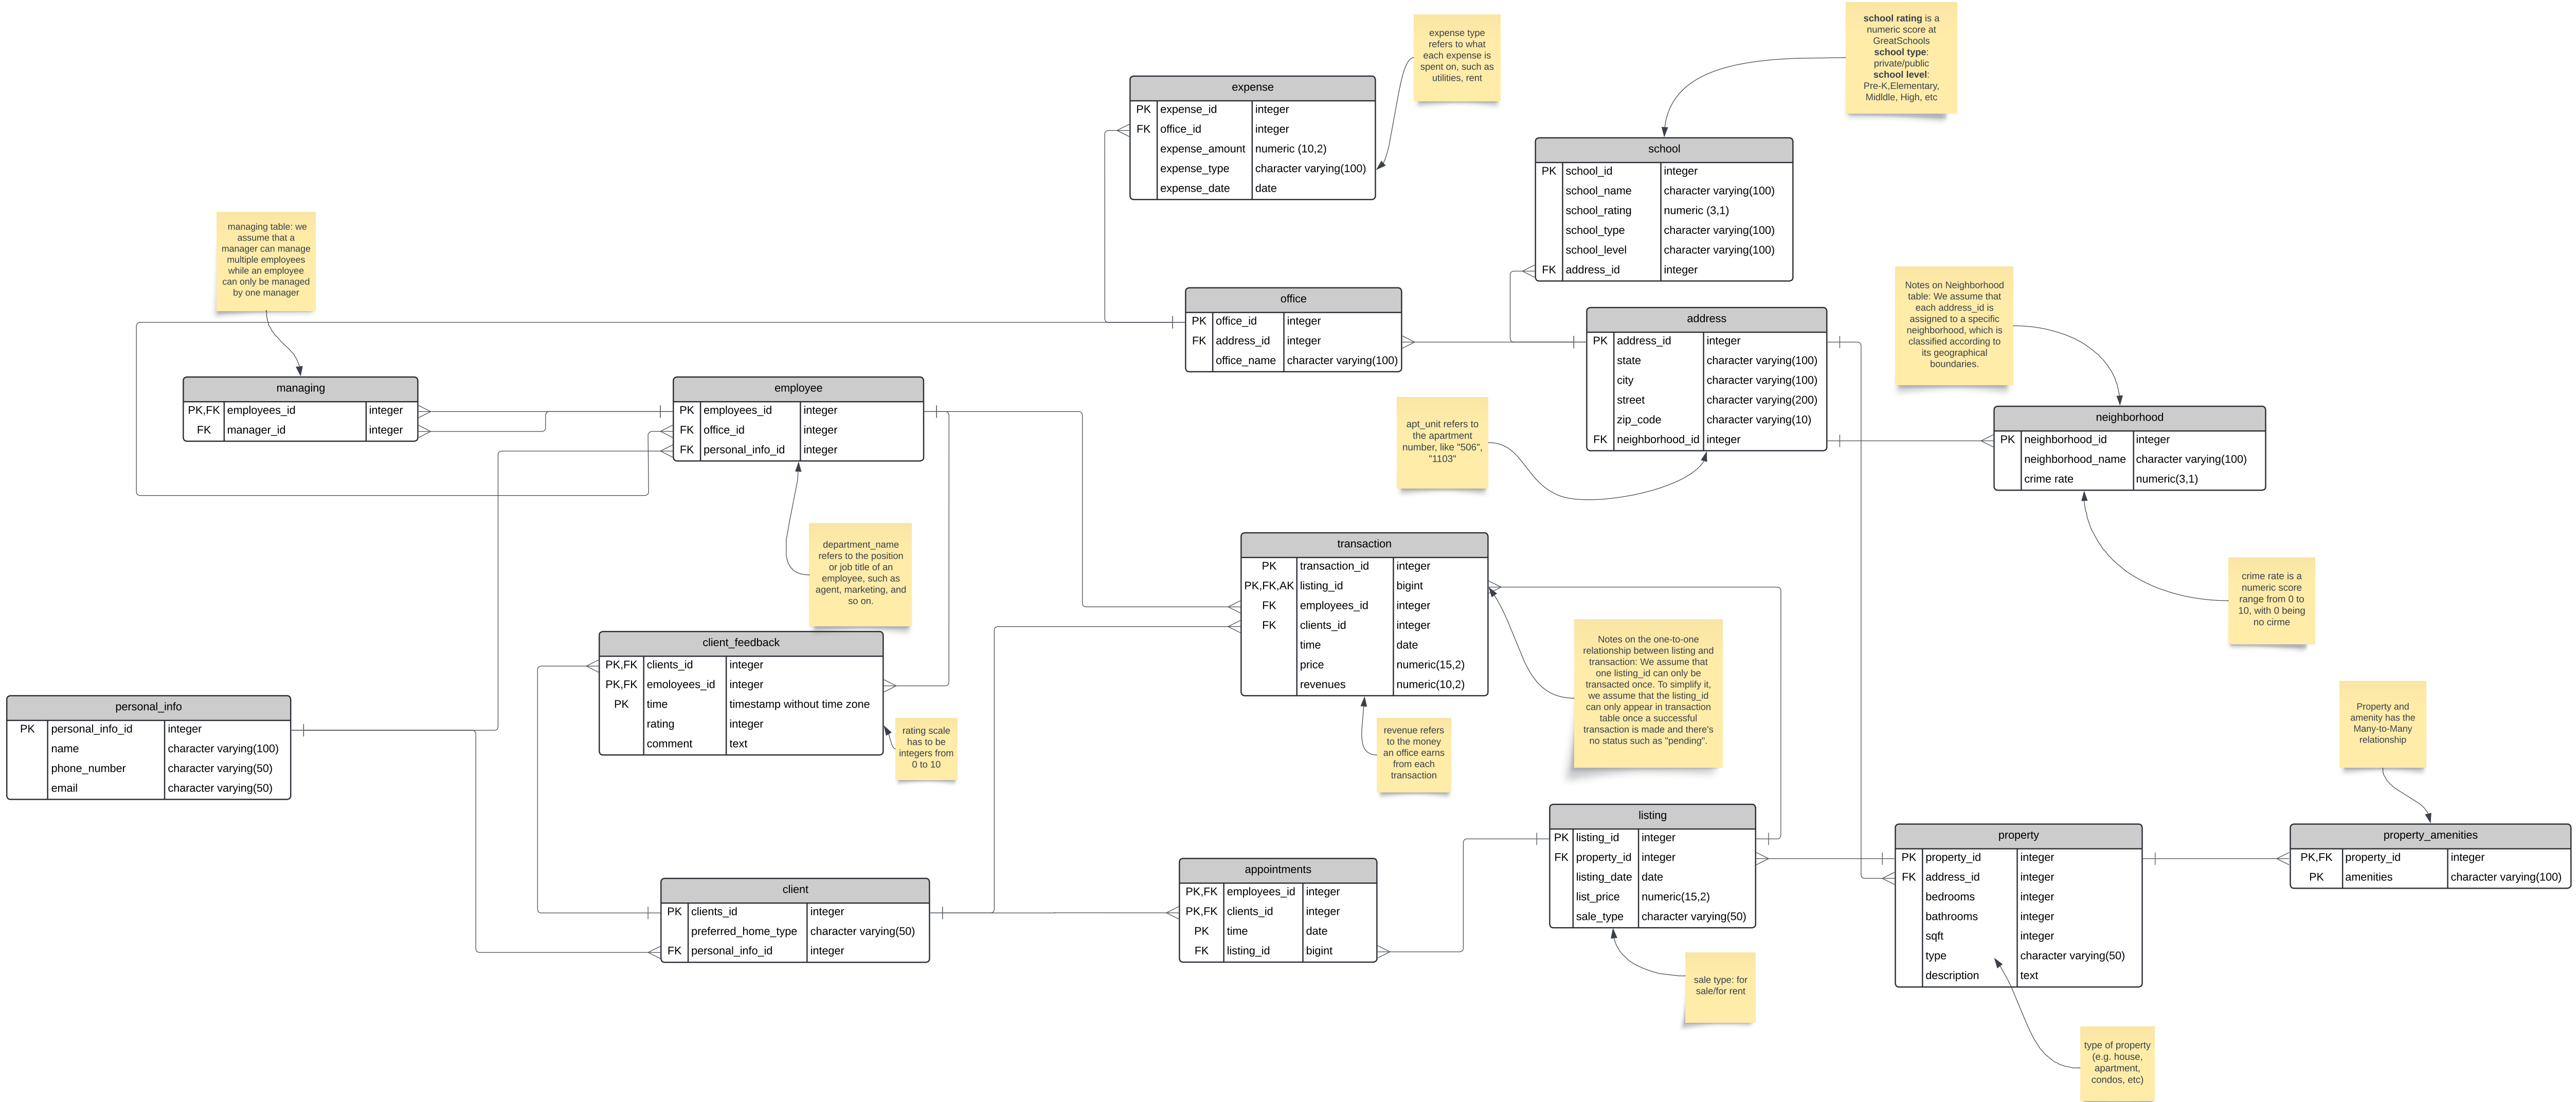 expense type
refers to what
each expense is
spent on, such as
utilities, rent
school rating is a
numeric score at
GreatSchools
school type:
private/public
school level:
Pre-K,Elementary,
Midldle, High, etc
expense
PK expense_id integer
FK office_id integer
expense_amount numeric (10,2)
expense_type character varying(100)
expense_date date
school
PK school_id integer
school_name character varying(100)
school_rating numeric (3,1)
school_type character varying(100)
school_level character varying(100)
FK address_id integer
managing table: we
assume that a
manager can manage
multiple employees
while an employee
can only be managed
by one manager
office
PK office_id integer
FK address_id integer
office_name character varying(100)
address
PK address_id integer
state character varying(100)
city character varying(100)
street character varying(200)
zip_code character varying(10)
FK neighborhood_id integer
Notes on Neighborhood
table: We assume that
each address_id is
assigned to a specific
neighborhood, which is
classified according to
its geographical
boundaries.
managing
PK,FK employees_id integer
FK manager_id integer
employee
PK employees_id integer
FK office_id integer
FK personal_info_id integer
apt_unit refers to
the apartment
number, like "506",
"1103"
neighborhood
PK neighborhood_id integer
neighborhood_name character varying(100)
crime rate numeric(3,1)
department_name
refers to the position
or job title of an
employee, such as
agent, marketing, and
so on.
transaction
PK transaction_id integer
PK,FK,AK listing_id bigint
FK employees_id integer
FK clients_id integer
time date
price numeric(15,2)
revenues numeric(10,2)
crime rate is a
numeric score
range from 0 to
10, with 0 being
no cirme
client_feedback
PK,FK clients_id integer
PK,FK emoloyees_id integer
PK time timestamp without time zone
rating integer
comment text
Notes on the one-to-one
relationship between listing and
transaction: We assume that
one listing_id can only be
transacted once. To simplify it,
we assume that the listing_id
can only appear in transaction
table once a successful
transaction is made and there's
no status such as "pending".
personal_info
PK personal_info_id integer
name character varying(100)
phone_number character varying(50)
email character varying(50)
rating scale
has to be
integers from
0 to 10
revenue refers
to the money
an office earns
from each
transaction
Property and
amenity has the
Many-to-Many
relationship
listing
PK listing_id integer
FK property_id integer
listing_date date
list_price numeric(15,2)
sale_type character varying(50)
property
PK property_id integer
FK address_id integer
bedrooms integer
bathrooms integer
sqft integer
type character varying(50)
description text
property_amenities
PK,FK property_id integer
PK amenities character varying(100)
client
PK clients_id integer
preferred_home_type character varying(50)
FK personal_info_id integer
appointments
PK,FK employees_id integer
PK,FK clients_id integer
PK time date
FK listing_id bigint
sale type: for
sale/for rent
type of property
(e.g. house,
apartment,
condos, etc)